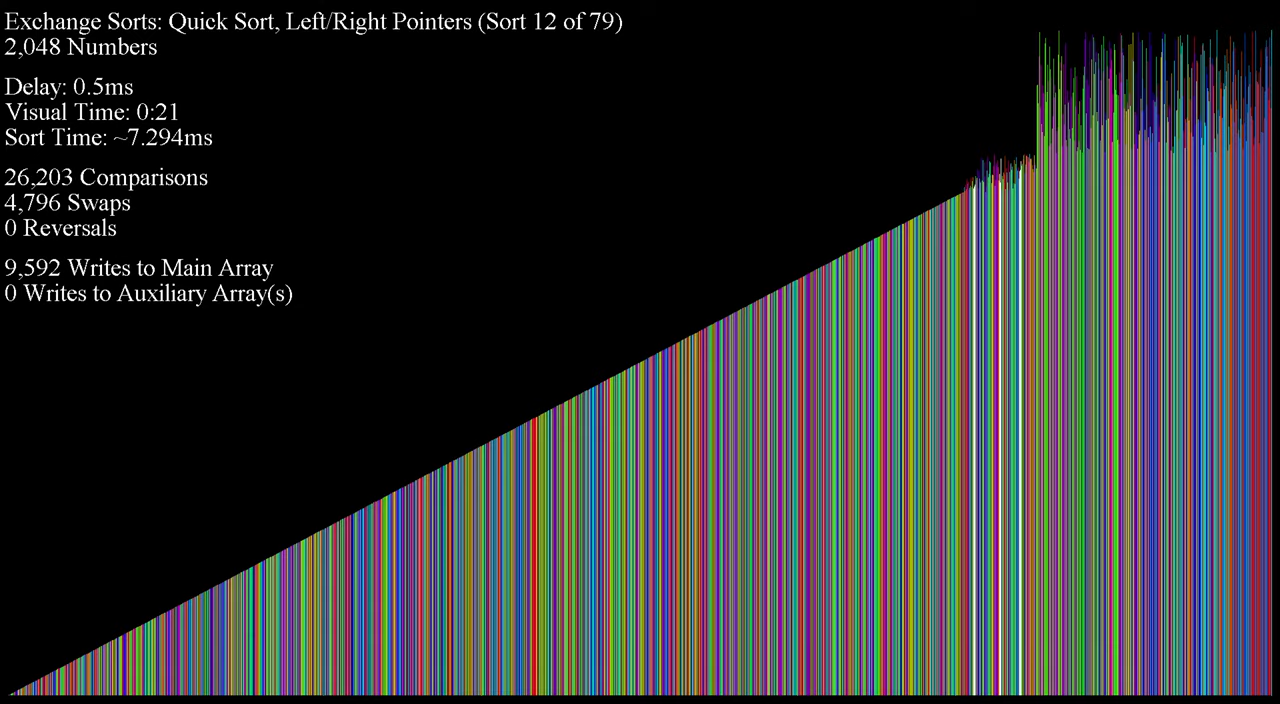 Exchange Sorts: Quick Sort, Left/Right Pointers (Sort 12 of 79)
2,048 Numbers
Delay: 0.5ms
Visual Time: 0:21
Sort Time: ~7.294ms
26,203 Comparisons
4,796 Swaps
0 Reversals
9,592 Writes to Main Array
0 Writes to Auxiliary Array(s)